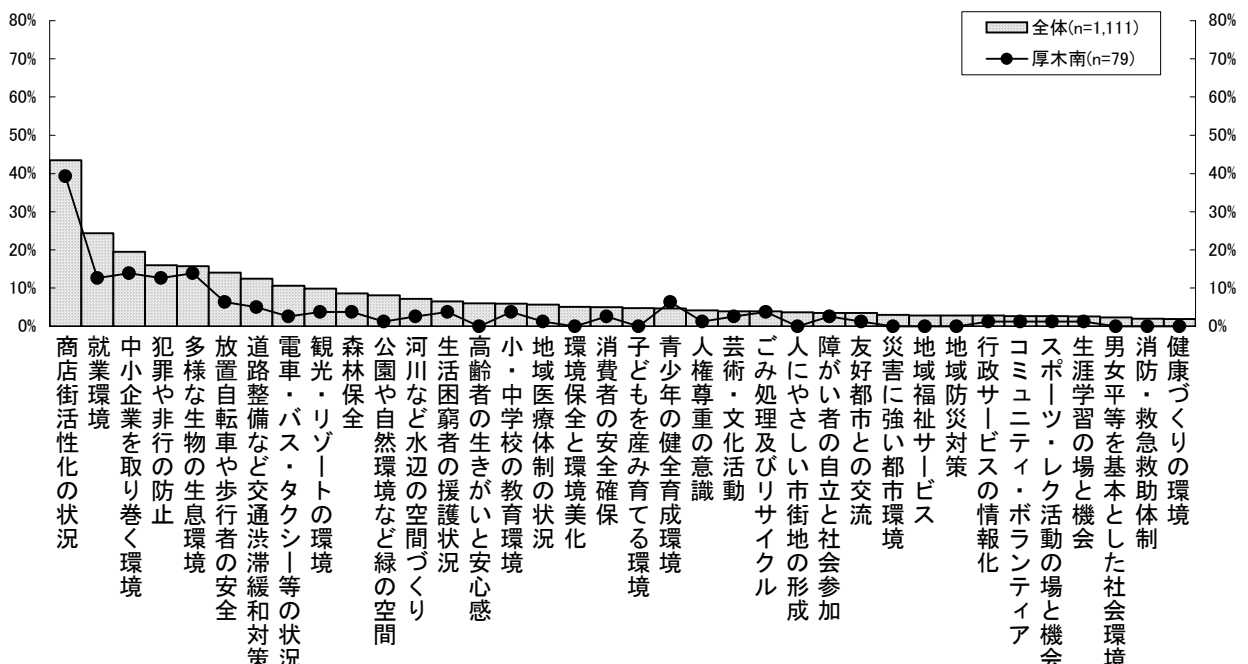 80%
70%
60%
50%
40%
30%
20%
10%
0%
全体(n=1,111)
厚木南(n=79)
80%
70%
60%
50%
40%
30%
20%
10%
0%
商店街活性化の状況
就業環境
中小企業を取り巻く環境
犯罪や非行の防止
多様な生物の生息環境
放置自転車や歩行者の安全
道路整備など交通渋滞緩和対策
電車・バス・タクシー等の状況
観光・リゾートの環境
森林保全
公園や自然環境など緑の空間
河川など水辺の空間づくり
生活困窮者の援護状況
高齢者の生きがいと安心感
小・中学校の教育環境
地域医療体制の状況
環境保全と環境美化
消費者の安全確保
子どもを産み育てる環境
青少年の健全育成環境
人権尊重の意識
芸術・文化活動
ごみ処理及びリサイクル
人にやさしい市街地の形成
障がい者の自立と社会参加
友好都市との交流
災害に強い都市環境
地域福祉サービス
地域防災対策
行政サービスの情報化
コミュニティ・ボランティア
スポーツ・レク活動の場と機会
生涯学習の場と機会
男女平等を基本とした社会環境
消防・救急救助体制
健康づくりの環境